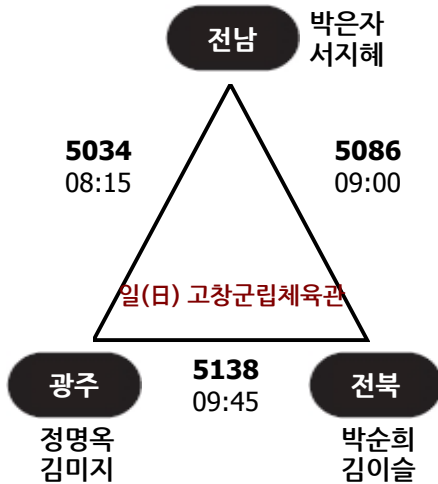 전남
박은자
서지혜
5034
08:15
5086
09:00
일(日) 고창군립체육관
광주
5138
09:45
전북
정명옥
김미지
박순희
김이슬